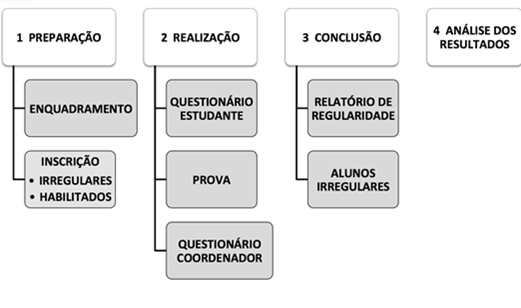 1 PREPARAÇÃO
ENQUADRAMENTO
INSCRIÇÃO
• IRREGULARES
• HABILITADOS
2 REALIZAÇÃO
QUESTIONÁRIO
ESTUDANTE
PROVA
QUESTIONÁRIO
COORDENADOR
3 CONCLUSÃO
RELATÓRIO DE
REGULARIDADE
ALUNOS
IRREGULARES
4 ANÁLISE DOS
RESULTADOS